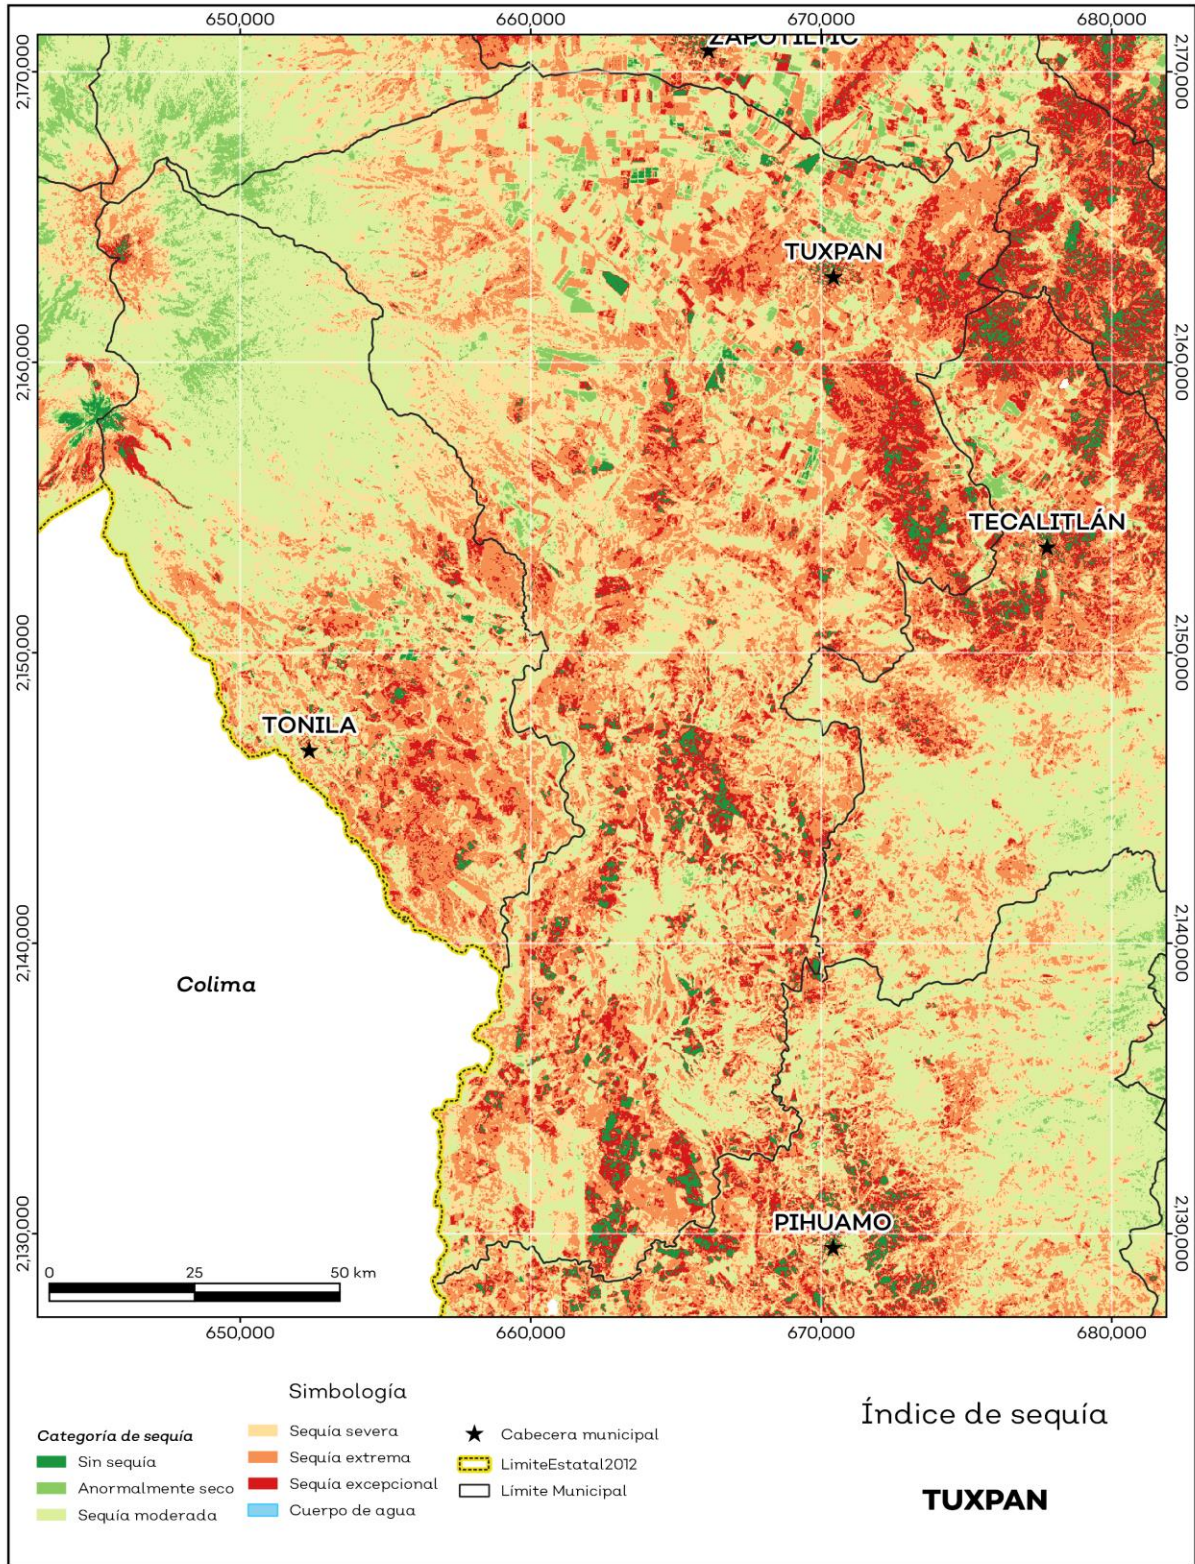 650,000 660,000 670,000 680,000
2,170,000 2,170,000
ZAPOTILTIC
TUXPAN
2,160,000 2,160,000
TECALITLÁN
2,150,000 2,150,000
TONILA
2,140,000 2,140,000
Colima
2,130,000 2,130,000
PIHUAMO
0 25 50 km
650,000 660,000 670,000 680,000
Simbología
Categoría de sequía
Sin sequía
Anormalmente seco
Sequía moderada
Sequía severa
Sequía extrema
Sequía excepcional
Cuerpo de agua
Cabecera municipal
LimiteEstatal2012
Límite Municipal
Índice de sequía
TUXPAN